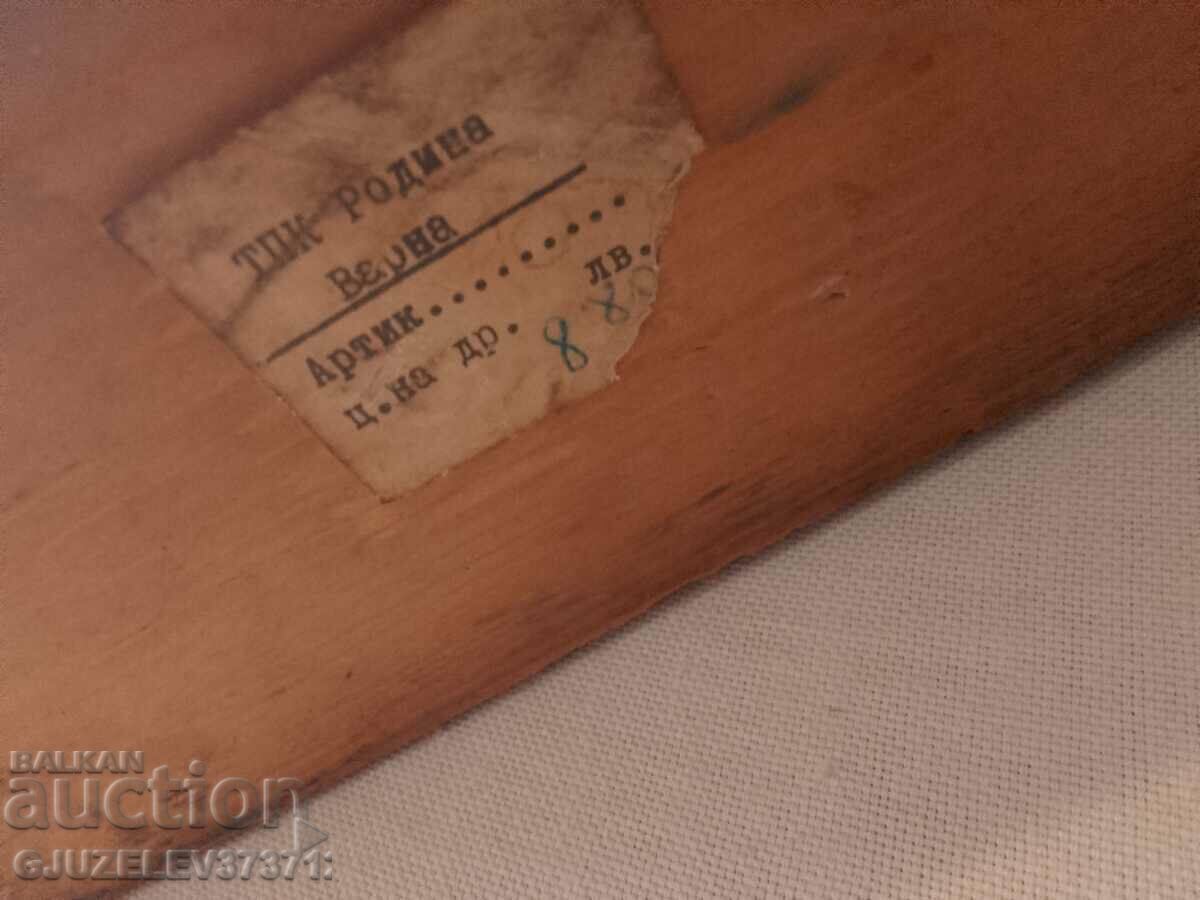 ТПК Родина
Варна
Артик..........
ц.на др. лв.
8 80
BALKAN
auction
GJUZELEV37371: